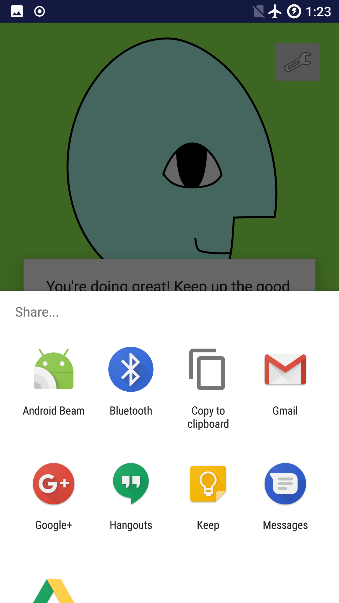 1:23
You're doing great! Keep up the good
Share...
Android Beam
Bluetooth
Copy to
clipboard
Gmail
G+
Google+
Hangouts
Keep
Messages